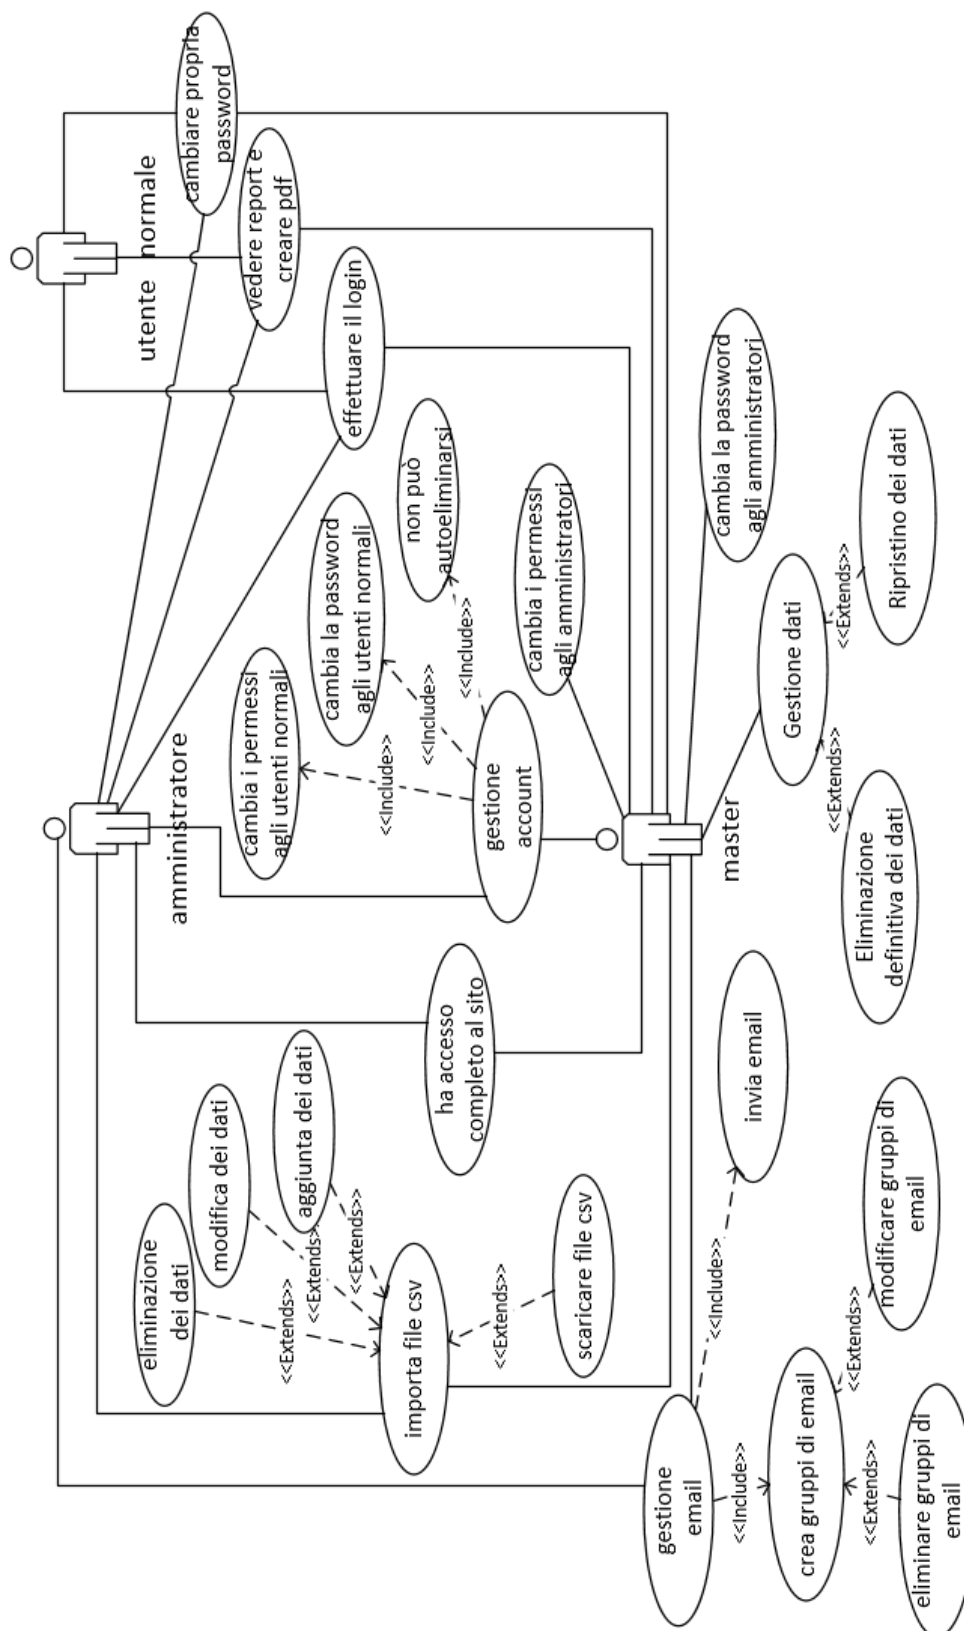 utente normale
cambiare propria
password
vedere report e
creare pdf
effettuare il login
amministratore
cambia i permessi
agli utenti normali
cambia la password
agli utenti normali
non può
autoeliminarsi
<<Include>>
<<Include>>
<<Include>>
gestione
account
cambia i permessi
agli amministratori
eliminazione
dei dati
modifica dei dati
aggiunta dei dati
<<Extends>>
<<Extends>>
<<Extends>>
importa file csv
<<Extends>>
scaricare file csv
ha accesso
completo al sito
master
cambia la password
agli amministratori
Gestione dati
<<Extends>>
<<Extends>>
Eliminazione
definitiva dei dati
Ripristino dei dati
gestione
email
<<Include>>
<<Include>>
invia email
crea gruppi di email
<<Extends>>
<<Extends>>
eliminare gruppi di
email
modificare gruppi di
email